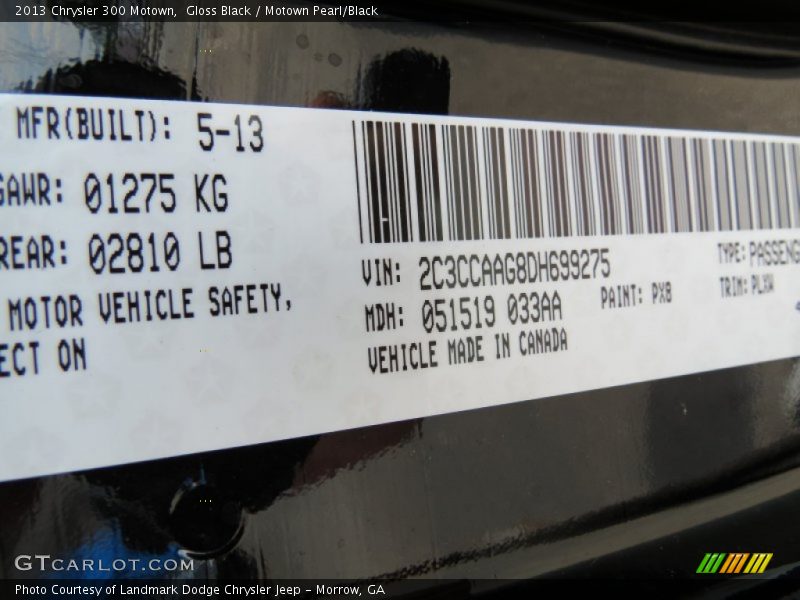 2013 Chrysler 300 Motown, Gloss Black / Motown Pearl/Black
MFR(BUILT): 5-13
GAWR: 01275 KG
REAR: 02810 LB
MOTOR VEHICLE SAFETY,
ECT ON
VIN: 2C3CCAAG8DH699275
TYPE: PASSENG
MDH: 051519 033AA
PAINT: PX8
TRIM: PLXW
VEHICLE MADE IN CANADA
GTCARLOT.COM
Photo Courtesy of Landmark Dodge Chrysler Jeep - Morrow, GA